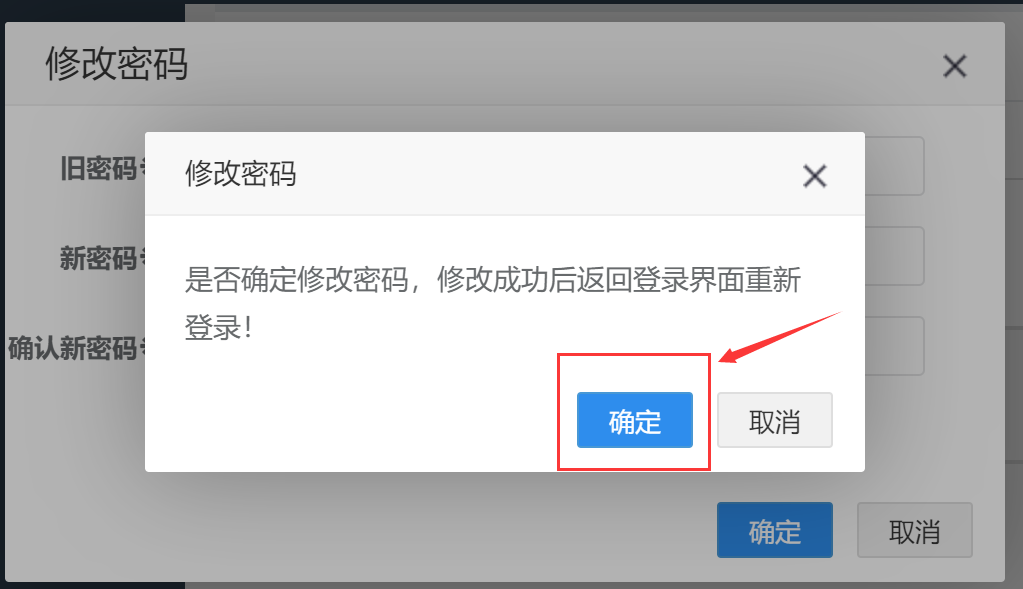 修改密码
旧密码
修改密码
新密码
是否确定修改密码，修改成功后返回登录界面重新
登录！
确认新密码
确定
取消
确定
取消